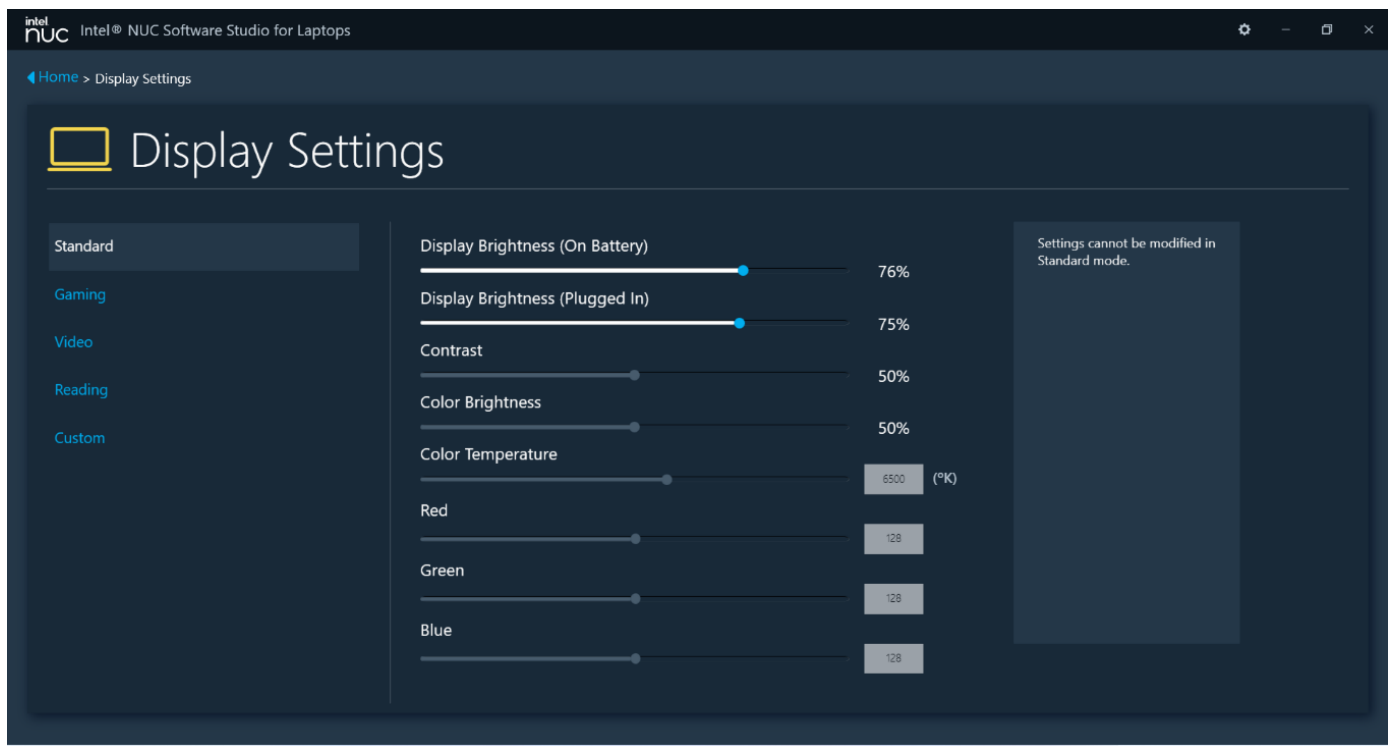 intel
nuc Intel® NUC Software Studio for Laptops
Home > Display Settings
Display Settings
Standard
Gaming
Video
Reading
Custom
Display Brightness (On Battery)
76%
Display Brightness (Plugged In)
75%
Contrast
50%
Color Brightness
50%
Color Temperature
6500 (°K)
Red
128
Green
128
Blue
128
Settings cannot be modified in
Standard mode.